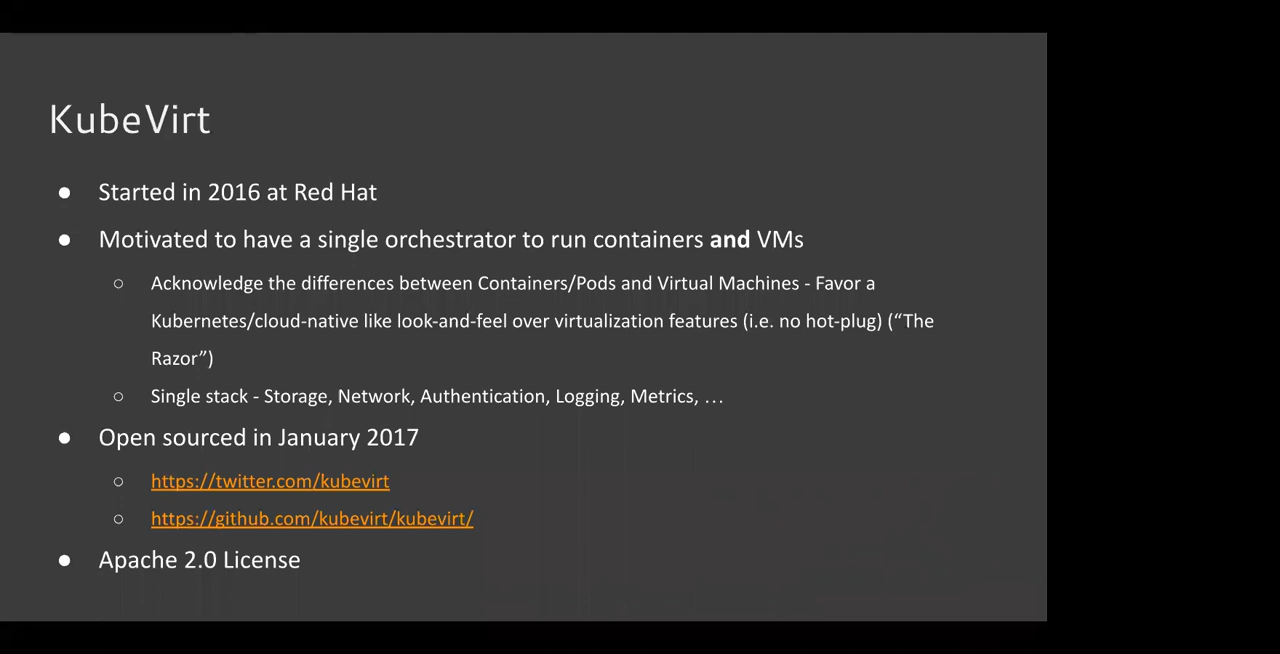 KubeVirt
● Started in 2016 at Red Hat
● Motivated to have a single orchestrator to run containers and VMs
○ Acknowledge the differences between Containers/Pods and Virtual Machines - Favor a
Kubernetes/cloud-native like look-and-feel over virtualization features (i.e. no hot-plug) (“The
Razor”)
○ Single stack - Storage, Network, Authentication, Logging, Metrics, …
● Open sourced in January 2017
○ https://twitter.com/kubevirt
○ https://github.com/kubevirt/kubevirt/
● Apache 2.0 License